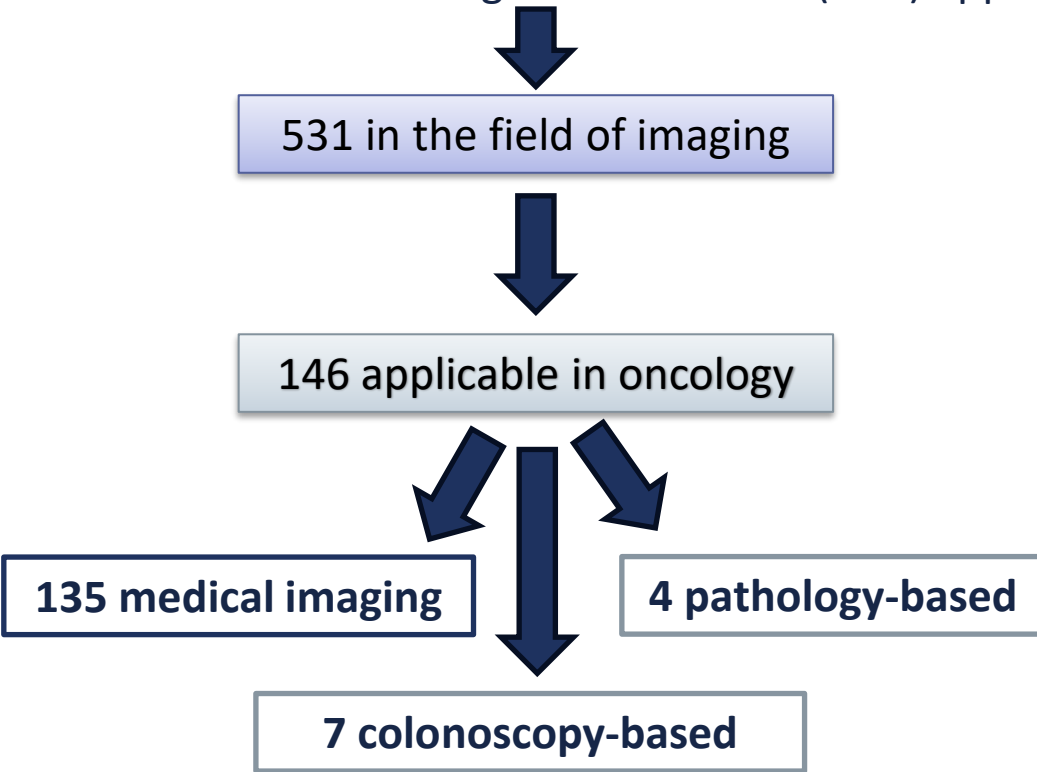 531 in the field of imaging
146 applicable in oncology
135 medical imaging
4 pathology-based
7 colonoscopy-based